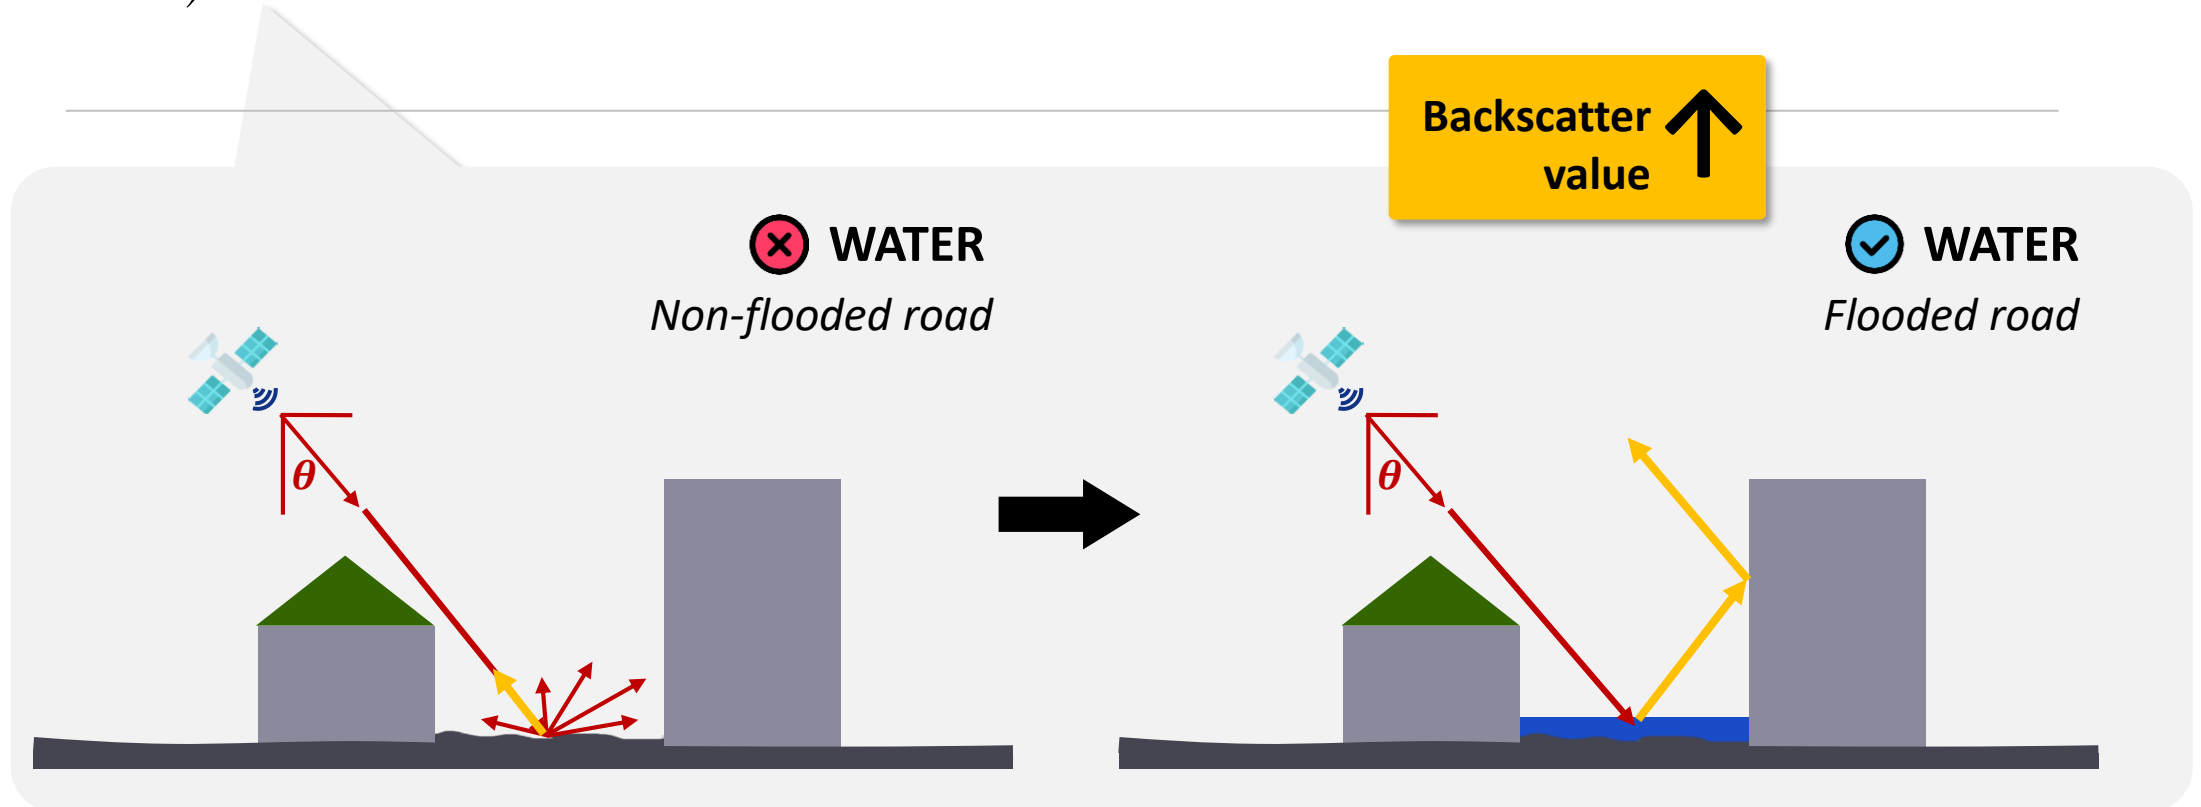 )
Backscatter
value
WATER
Non-flooded road
θ
WATER
Flooded road
θ